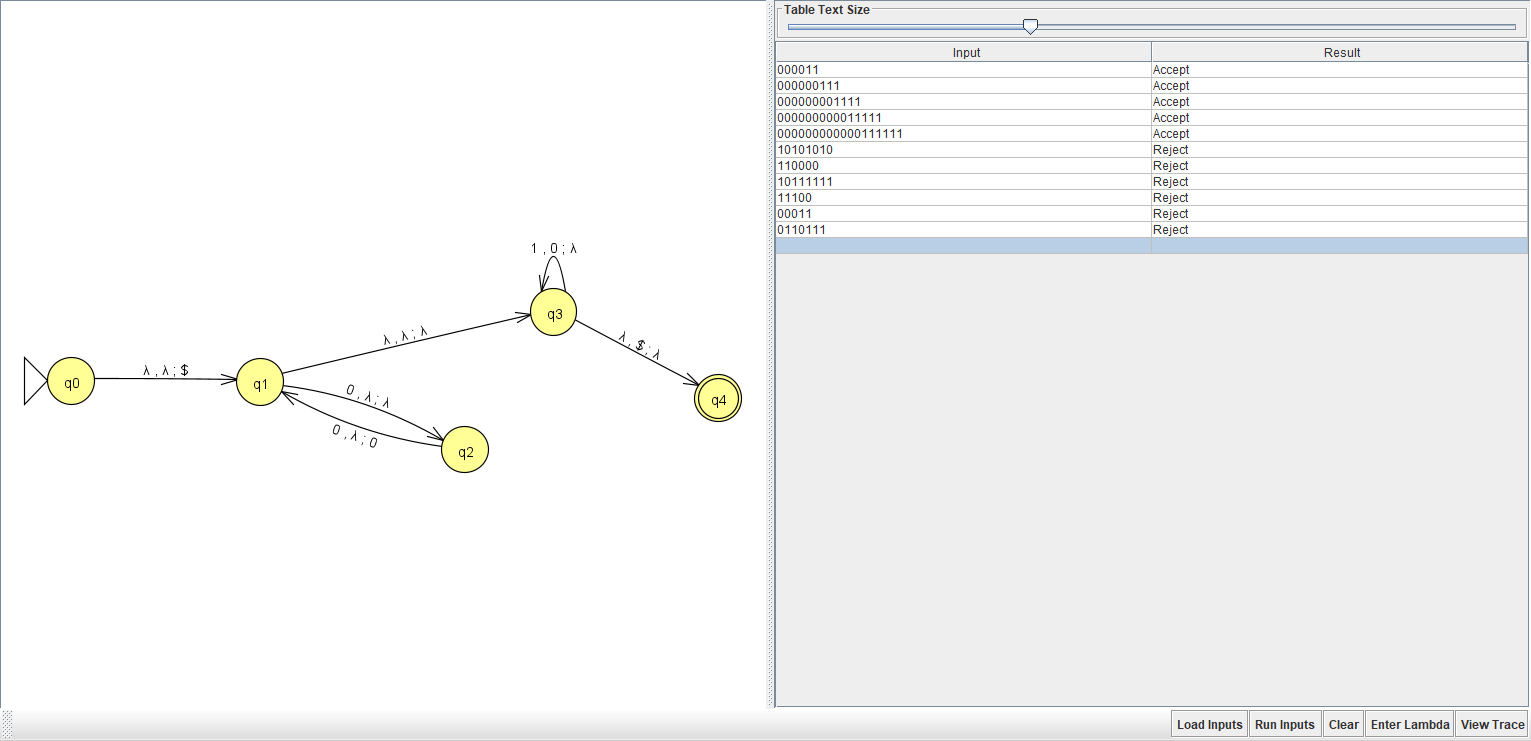 Table Text Size
Input Result
000011 Accept
000000111 Accept
000000001111 Accept
000000000011111 Accept
000000000000111111 Accept
10101010 Reject
110000 Reject
10111111 Reject
11100 Reject
00011 Reject
0110111 Reject
1 , 0 ; λ
q3
λ , λ ; λ
λ , $ ; λ
λ , λ ; $
q0
q1
0 , λ ; λ
q4
0 , λ ; 0
q2
Load Inputs Run Inputs Clear Enter Lambda View Trace